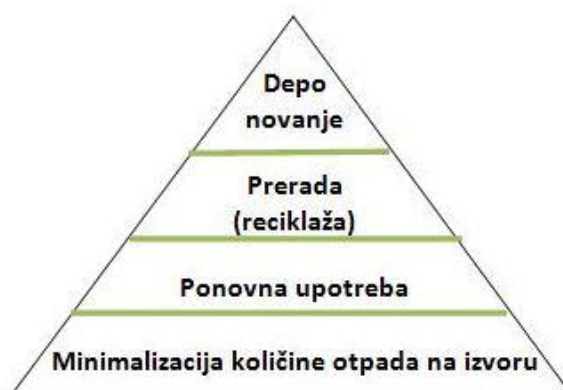 Depo
novanje
Prerada
(reciklaža)
Ponovna upotreba
Minimalizacija količine otpada na izvoru